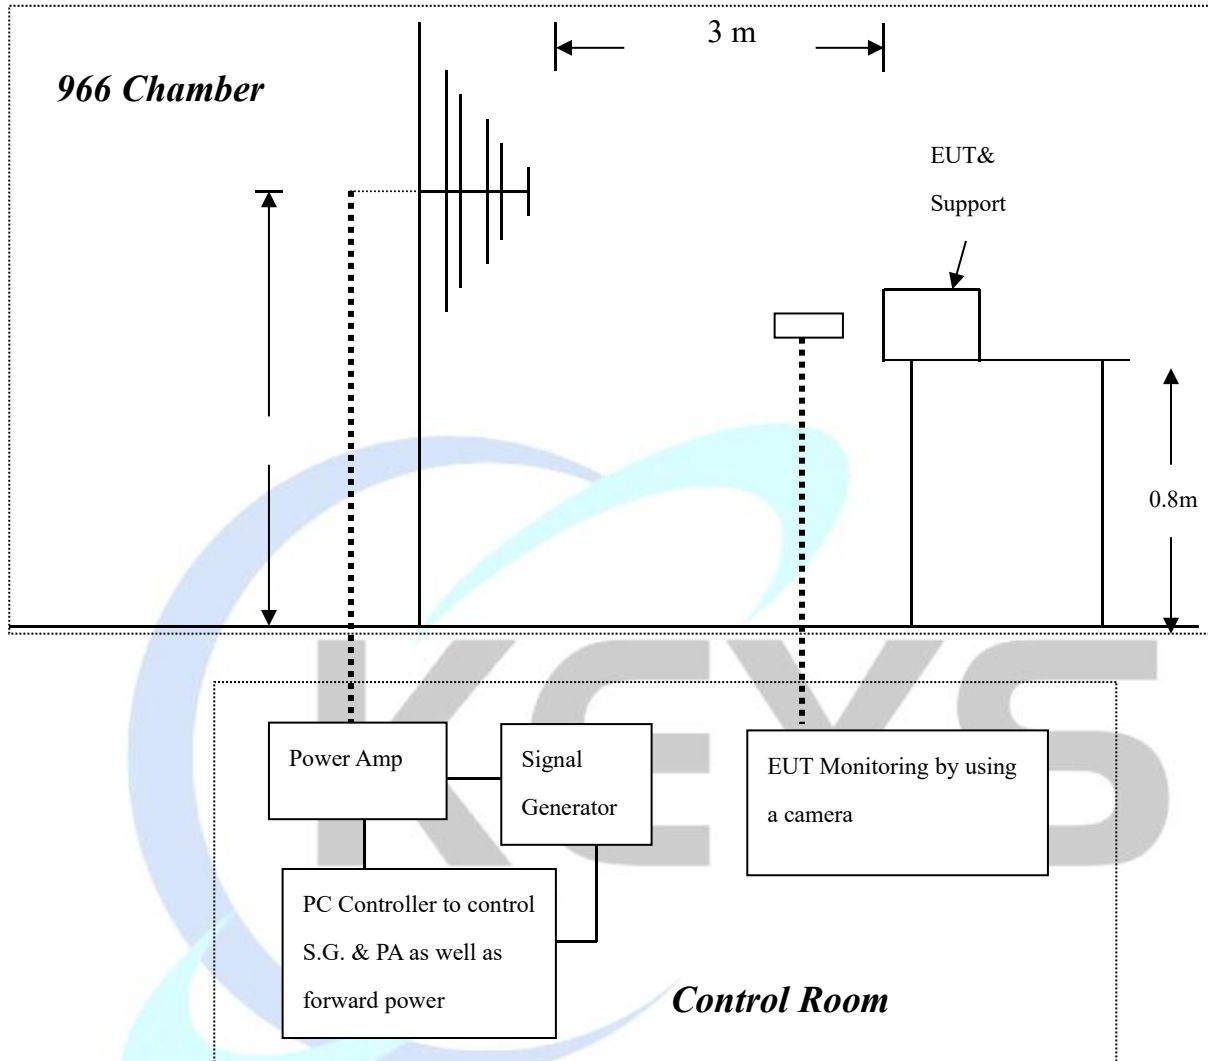 3 m
966 Chamber
EUT&
Support
0.8m
KEYS
Power Amp
Signal
Generator
EUT Monitoring by using
a camera
PC Controller to control
S.G. & PA as well as
forward power
Control Room